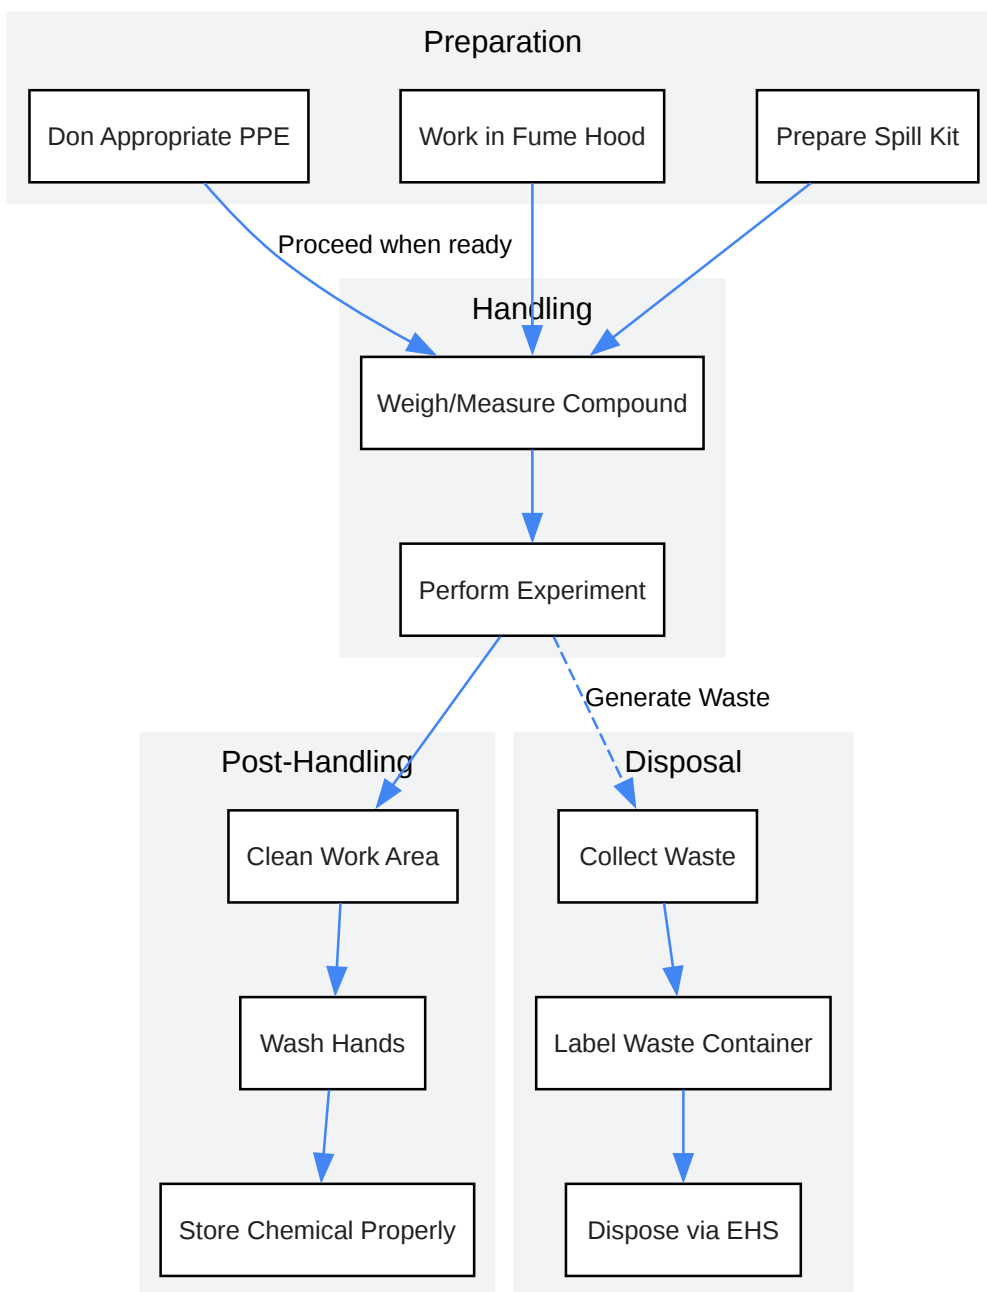 Preparation
Don Appropriate PPE
Work in Fume Hood
Prepare Spill Kit
Proceed when ready
Handling
Weigh/Measure Compound
Perform Experiment
Generate Waste
Post-Handling
Disposal
Clean Work Area
Collect Waste
Wash Hands
Label Waste Container
Store Chemical Properly
Dispose via EHS